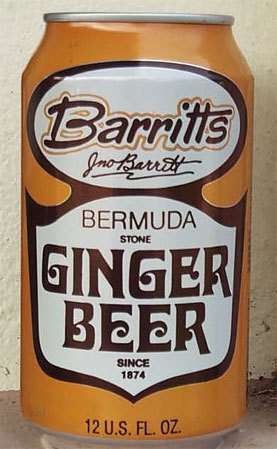 Barritts
Jno Barritt
BERMUDA
STONE
GINGER
BEER
SINCE
1874
12 U.S. FL. OZ.